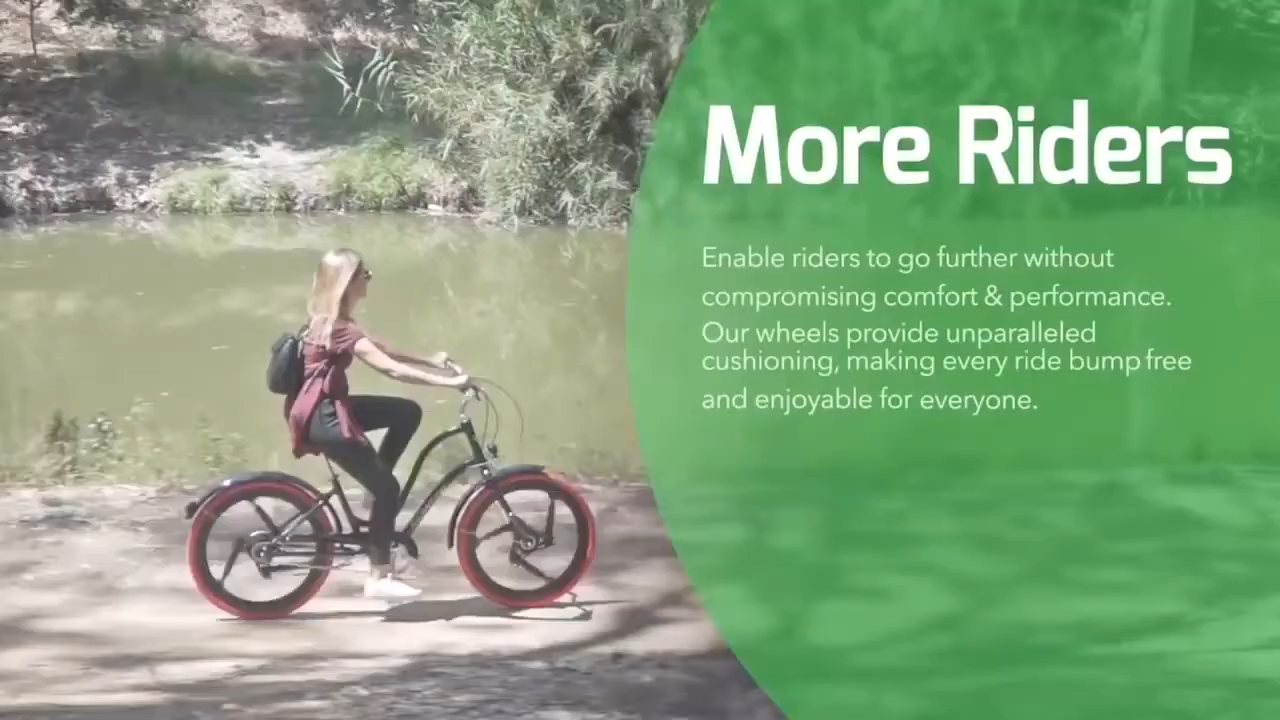 More Riders
Enable riders to go further without
compromising comfort & performance.
Our wheels provide unparalleled
cushioning, making every ride bump free
and enjoyable for everyone.